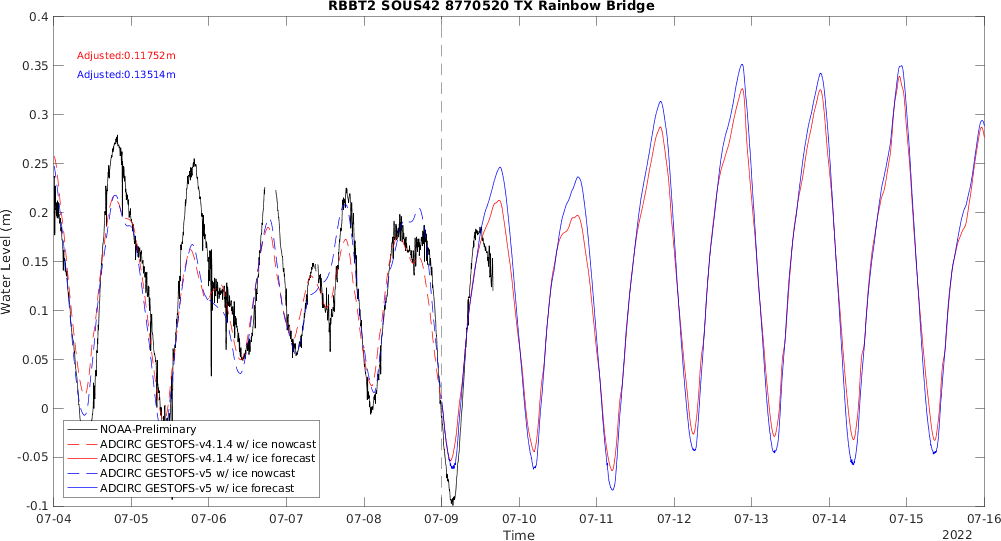 RBBT2 SOUS42 8770520 TX Rainbow Bridge
Adjusted:0.11752m
Adjusted:0.13514m
Water Level (m)
0.4
0.35
0.3
0.25
0.2
0.15
0.1
0.05
0
-0.05
-0.1
NOAA-Preliminary
ADCIRC GESTOFS-v4.1.4 w/ ice nowcast
ADCIRC GESTOFS-v4.1.4 w/ ice forecast
ADCIRC GESTOFS-v5 w/ ice nowcast
ADCIRC GESTOFS-v5 w/ ice forecast
07-04 07-05 07-06 07-07 07-08 07-09 07-10 07-11 07-12 07-13 07-14 07-15 07-16
Time
2022